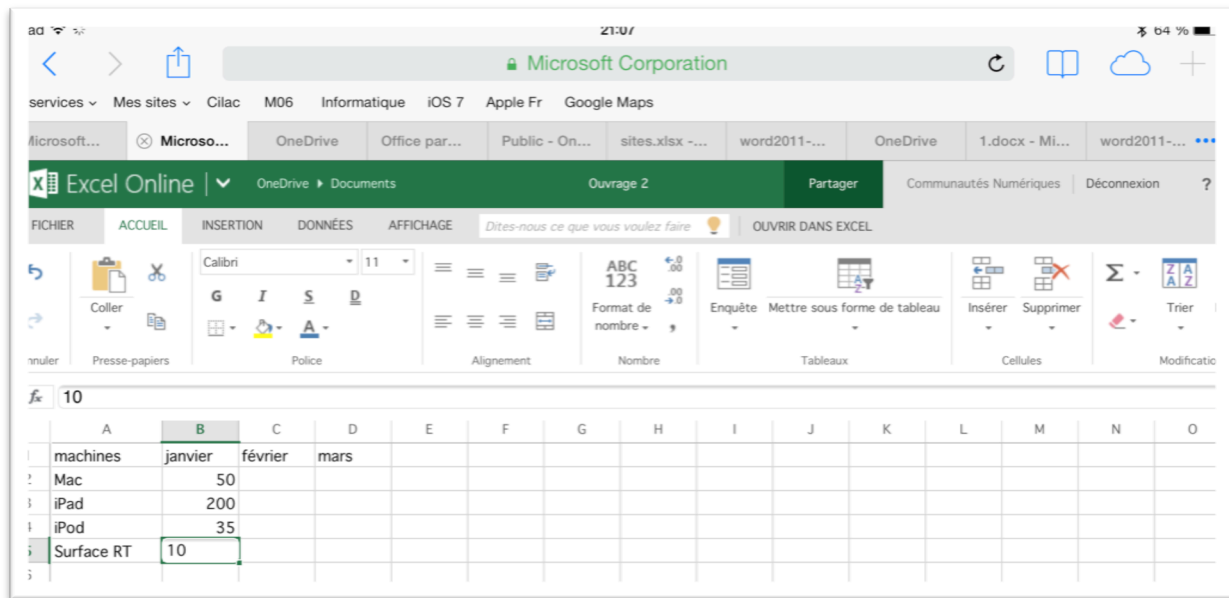 ad 21:07 64 %
Microsoft Corporation
services Mes sites Cilac M06 Informatique iOS 7 Apple Fr Google Maps
Microsoft... Microso... OneDrive Office par... Public - On... sites.xlsx -... word2011-... OneDrive 1.docx - Mi... word2011-...
Excel Online | OneDrive Documents Ouvrage 2 Partager Communautés Numériques Déconnexion ?
FICHIER ACCUEIL INSERTION DONNÉES AFFICHAGE Dites-nous ce que vous voulez faire OUVRIR DANS EXCEL
Calibri 11 ABC 123
G I S D
Coller Format de nombre Enquête Mettre sous forme de tableau Insérer Supprimer Σ Trier
A
nnuler Presse-papiers Police Alignement Nombre Tableaux Cellules Modificatio
fx 10
A B C D E F G H I J K L M N O
machines janvier février mars
Mac 50
iPad 200
iPod 35
Surface RT 10